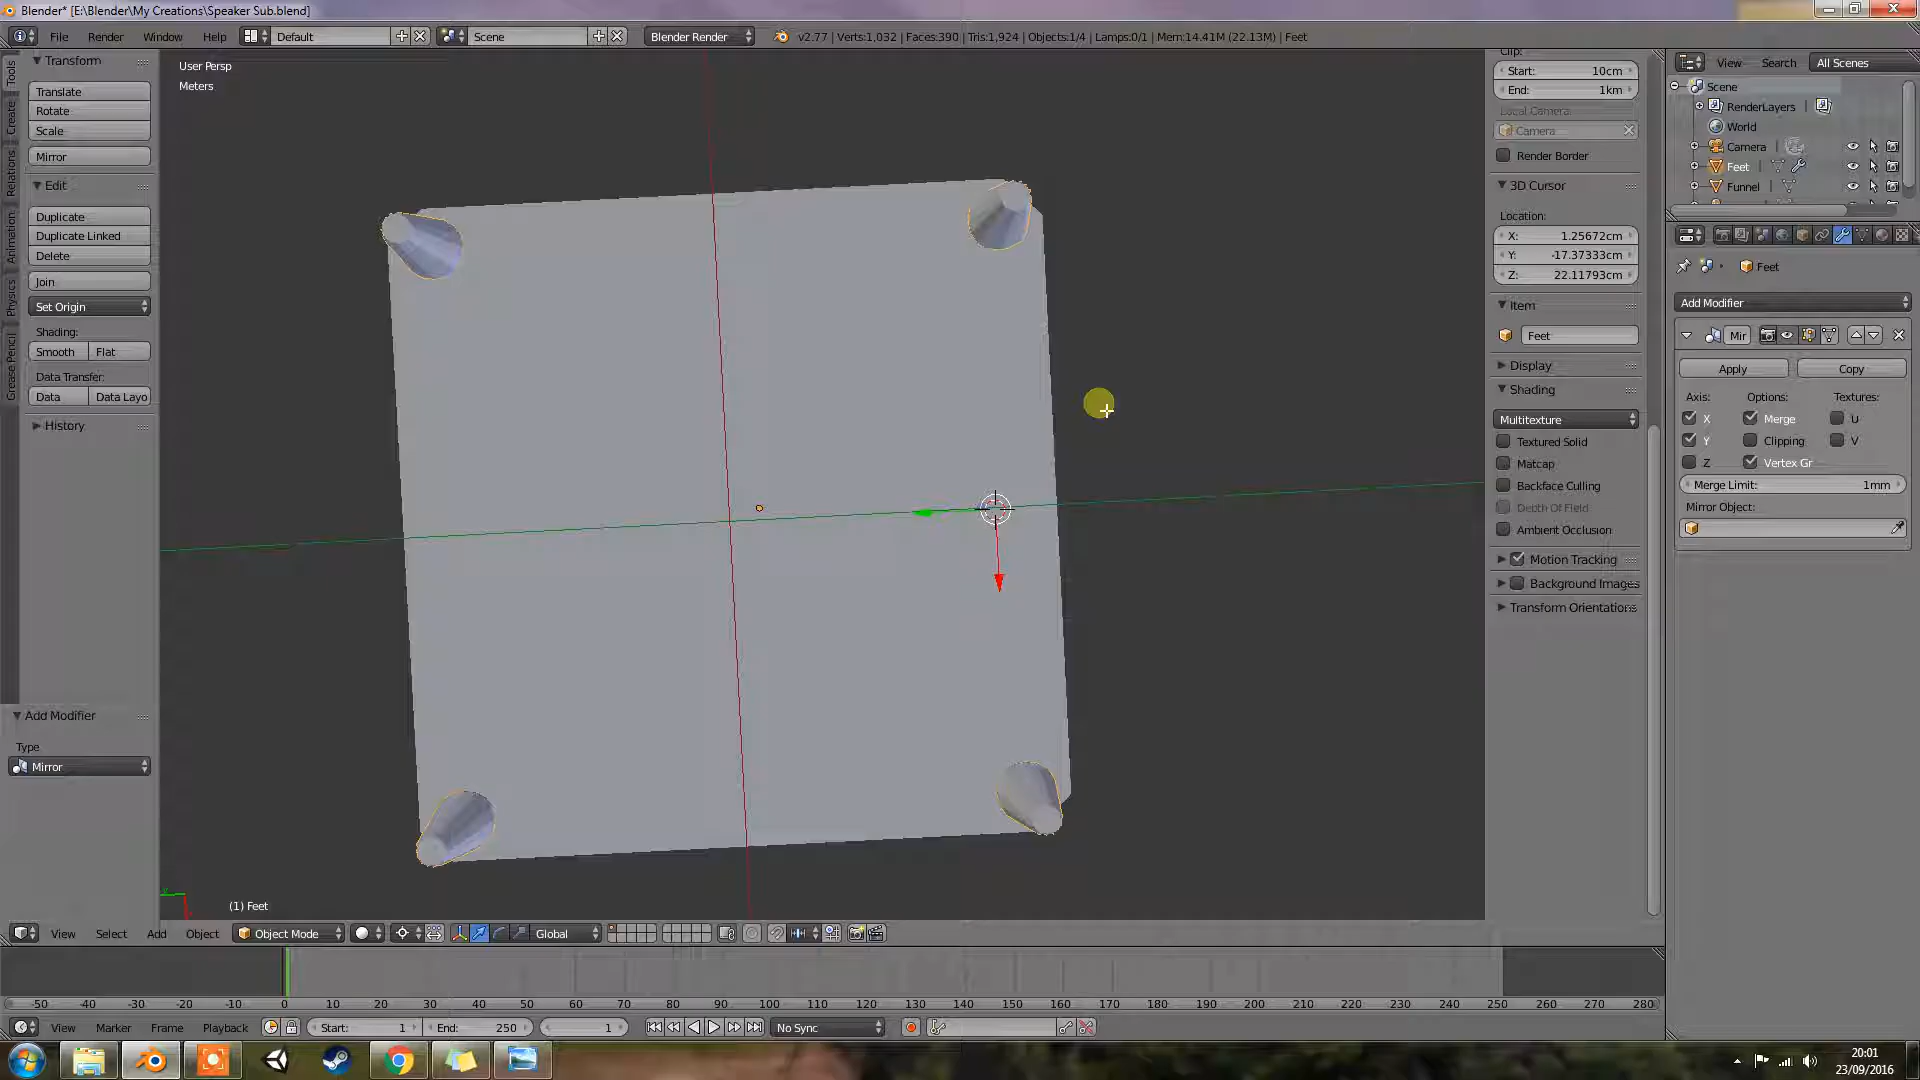 Blender* [E:\Blender\My Creations\Speaker Sub.blend]
File Render Window Help Default Scene Blender Render v2.77 | Verts:1,032 | Faces:390 | Tris:1,924 | Objects:1/4 | Lamps:0/1 | Mem:14.41M (22.13M) | Feet
Tools
Create
Relations
Animation
Physics
Grease Pencil
Transform
Translate
Rotate
Scale
Mirror
Edit
Duplicate
Duplicate Linked
Delete
Join
Set Origin
Shading:
Smooth Flat
Data Transfer:
Data Data Layo
History
Add Modifier
Type
Mirror
User Persp
Meters
(1) Feet
Clip:
Start: 10cm
End: 1km
Local Camera:
Camera
Render Border
3D Cursor
Location:
X: 1.25672cm
Y: -17.37333cm
Z: 22.11793cm
Item
Feet
Display
Shading
Multitexture
Textured Solid
Matcap
Backface Culling
Depth Of Field
Ambient Occlusion
Motion Tracking
Background Images
Transform Orientations
View Search All Scenes
Scene
RenderLayers
World
Camera
Feet
Funnel
Feet
Add Modifier
Mir
Apply Copy
Axis: Options: Textures:
X Merge U
Y Clipping V
Z Vertex Gr
Merge Limit: 1mm
Mirror Object:
View Select Add Object Object Mode Global
-50 -40 -30 -20 -10 0 10 20 30 40 50 60 70 80 90 100 110 120 130 140 150 160 170 180 190 200 210 220 230 240 250 260 270 280
View Marker Frame Playback Start: 1 End: 250 1 No Sync
20:01
23/09/2016